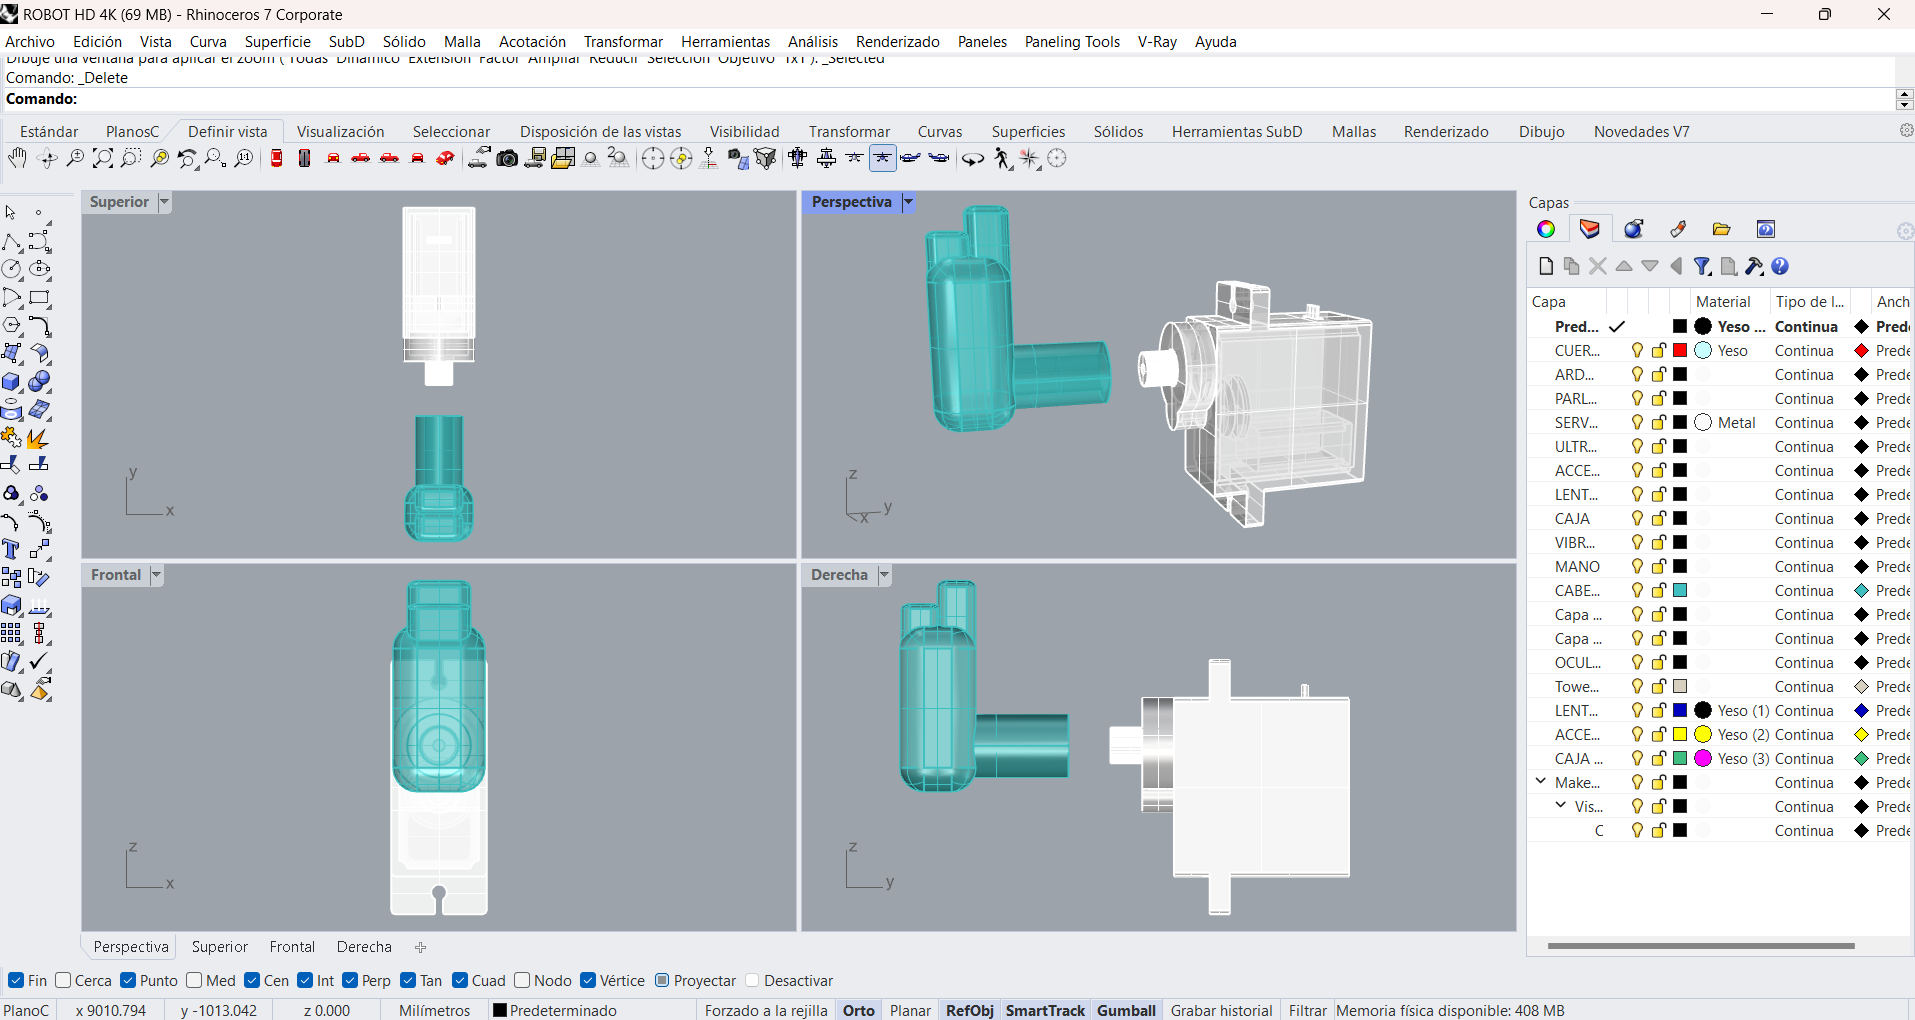 ROBOT HD 4K (69 MB) - Rhinoceros 7 Corporate
Archivo Edición Vista Curva Superficie SubD Sólido Malla Acotación Transformar Herramientas Análisis Renderizado Paneles Paneling Tools V-Ray Ayuda
Dibuje una ventana para aplicar el zoom ( Todas Dinámico Extensión Factor Ampliar Reducir Selección Objetivo 1x1 ): _Selected
Comando: _Delete
Comando:
Estándar PlanosC Definir vista Visualización Seleccionar Disposición de las vistas Visibilidad Transformar Curvas Superficies Sólidos Herramientas SubD Mallas Renderizado Dibujo Novedades V7
Superior
y
x
Perspectiva
z
y
x
Frontal
z
x
Derecha
z
y
Capas
Capa Material Tipo de l... Anch
Pred... Yeso ... Continua Prede
CUER... Yeso Continua Prede
ARD... Continua Prede
PARL... Continua Prede
SERV... Metal Continua Prede
ULTR... Continua Prede
ACCE... Continua Prede
LENT... Continua Prede
CAJA Continua Prede
VIBR... Continua Prede
MANO Continua Prede
CABE... Continua Prede
Capa ... Continua Prede
Capa ... Continua Prede
OCUL... Continua Prede
Towe... Continua Prede
LENT... Yeso (1) Continua Prede
ACCE... Yeso (2) Continua Prede
CAJA ... Yeso (3) Continua Prede
Make... Continua Prede
Vis... Continua Prede
C Continua Prede
Perspectiva Superior Frontal Derecha
Fin Cerca Punto Med Cen Int Perp Tan Cuad Nodo Vértice Proyectar Desactivar
PlanoC x 9010.794 y -1013.042 z 0.000 Milímetros Predeterminado Forzado a la rejilla Orto Planar RefObj SmartTrack Gumball Grabar historial Filtrar Memoria física disponible: 408 MB